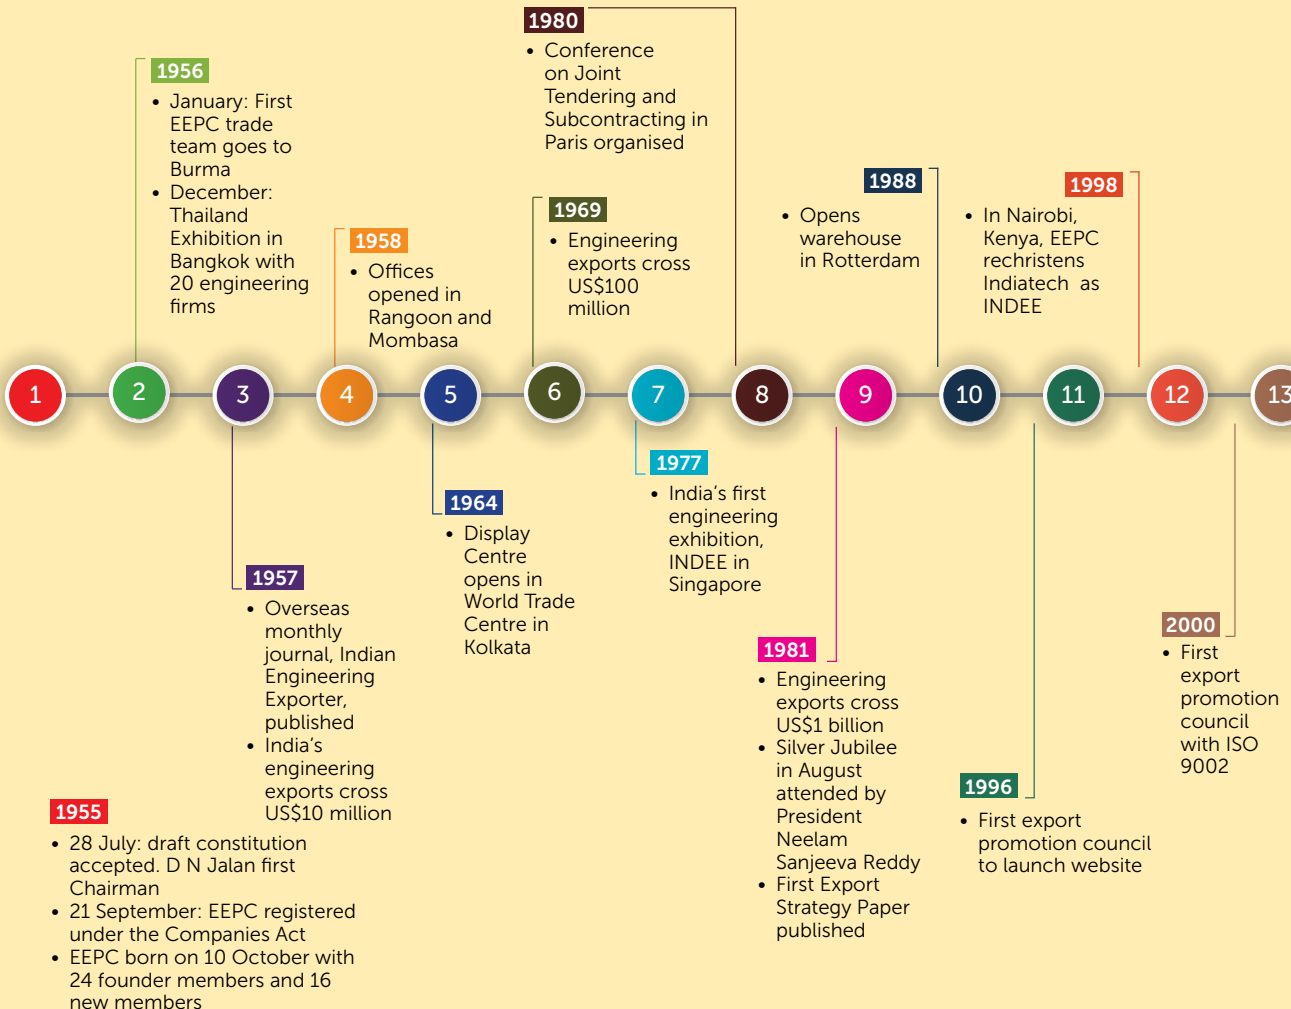 1980
• Conference
on Joint
Tendering and
Subcontracting in
Paris organised
1956
• January: First
EEPC trade
team goes to
Burma
• December:
Thailand
Exhibition in
Bangkok with
20 engineering
firms
1988
• Opens
warehouse
in Rotterdam
1998
• In Nairobi,
Kenya, EEPC
rechristens
Indiatech as
INDEE
1969
• Engineering
exports cross
US$100
million
1958
• Offices
opened in
Rangoon and
Mombasa
1
2
3
4
5
6
7
8
9
10
11
12
13
1977
• India’s first
engineering
exhibition,
INDEE in
Singapore
1964
• Display
Centre
opens in
World Trade
Centre in
Kolkata
1957
• Overseas
monthly
journal, Indian
Engineering
Exporter,
published
• India’s
engineering
exports cross
US$10 million
2000
• First
export
promotion
council
with ISO
9002
1981
• Engineering
exports cross
US$1 billion
• Silver Jubilee
in August
attended by
President
Neelam
Sanjeeva Reddy
• First Export
Strategy Paper
published
1996
• First export
promotion council
to launch website
1955
• 28 July: draft constitution
accepted. D N Jalan first
Chairman
• 21 September: EEPC registered
under the Companies Act
• EEPC born on 10 October with
24 founder members and 16
new members